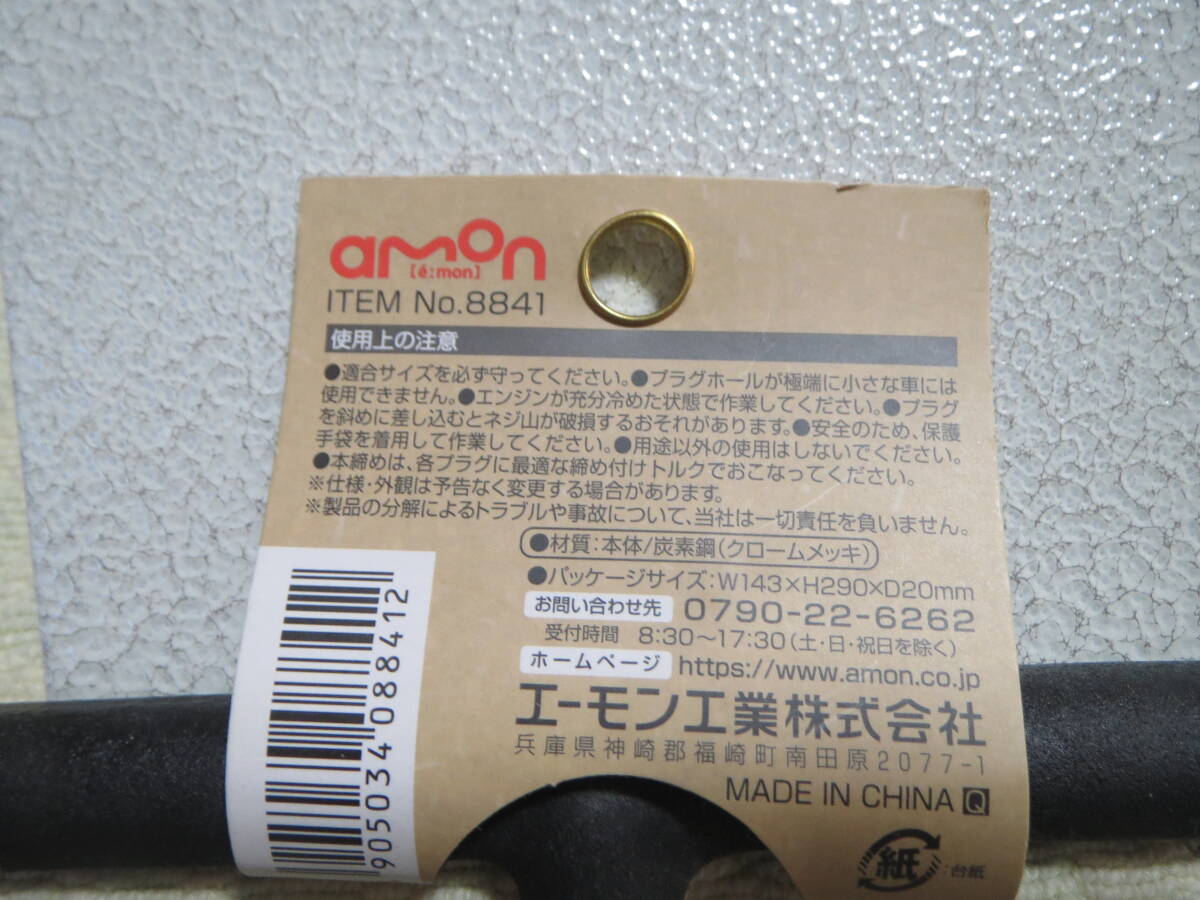 amon
[é:mon]
ITEM No.8841
使用上の注意
●適合サイズを必ず守ってください。●プラグホールが極端に小さな車には
使用できません。●エンジンが充分冷めた状態で作業してください。●プラグ
を斜めに差し込むとネジ山が破損するおそれがあります。●安全のため、保護
手袋を着用して作業してください。●用途以外の使用はしないでください。
●本締めは、各プラグに最適な締め付けトルクでおこなってください。
※仕様・外観は予告なく変更する場合があります。
※製品の分解によるトラブルや事故について、当社は一切責任を負いません。
●材質:本体/炭素鋼(クロームメッキ)
●パッケージサイズ:W143×H290×D20mm
お問い合わせ先 0790-22-6262
受付時間 8:30~17:30(土・日・祝日を除く)
ホームページ https://www.amon.co.jp
エーモン工業株式会社
兵庫県神崎郡福崎町南田原2077-1
MADE IN CHINA Q
紙 :台紙
4905034088412